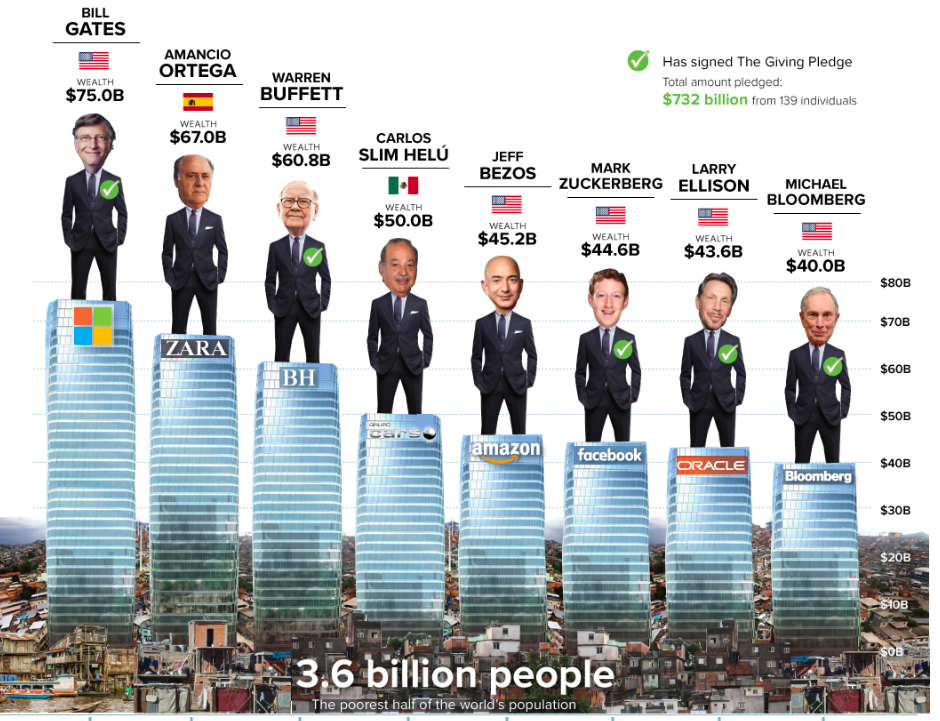 BILL
GATES
WEALTH
$75.0B
AMANCIO
ORTEGA
WEALTH
$67.0B
WARREN
BUFFETT
WEALTH
$60.8B
CARLOS
SLIM HELÚ
WEALTH
$50.0B
JEFF
BEZOS
WEALTH
$45.2B
MARK
ZUCKERBERG
WEALTH
$44.6B
LARRY
ELLISON
WEALTH
$43.6B
MICHAEL
BLOOMBERG
WEALTH
$40.0B
Has signed The Giving Pledge
Total amount pledged:
$732 billion from 139 individuals
$80B
$70B
$60B
$50B
$40B
$30B
$20B
$10B
$0B
ZARA
BH
GRUPO
carso
amazon
facebook
ORACLE
Bloomberg
3.6 billion people
The poorest half of the world's population